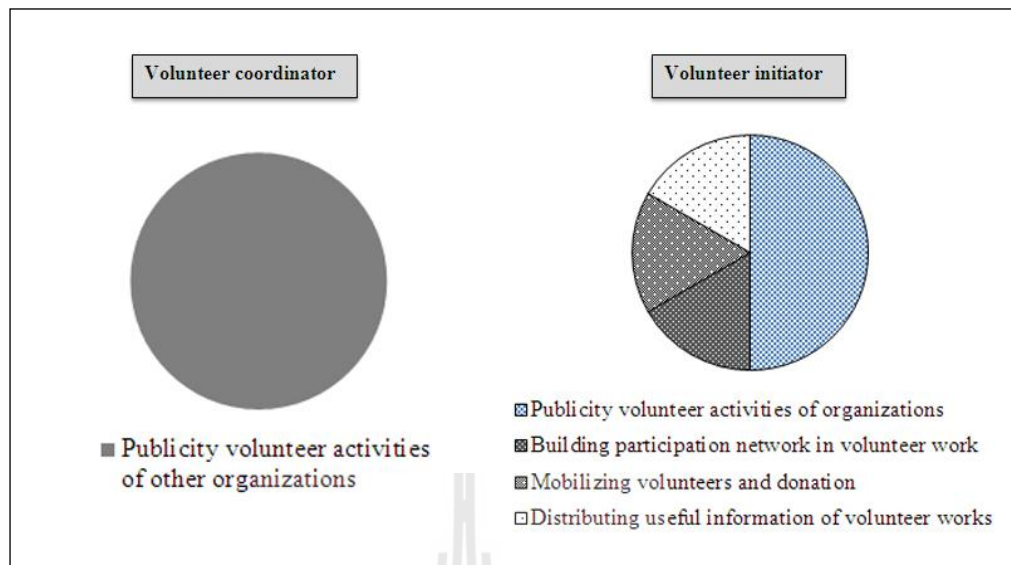 Volunteer coordinator
Volunteer initiator
Publicity volunteer activities
of other organizations
Publicity volunteer activities of organizations
Building participation network in volunteer work
Mobilizing volunteers and donation
Distributing useful information of volunteer works